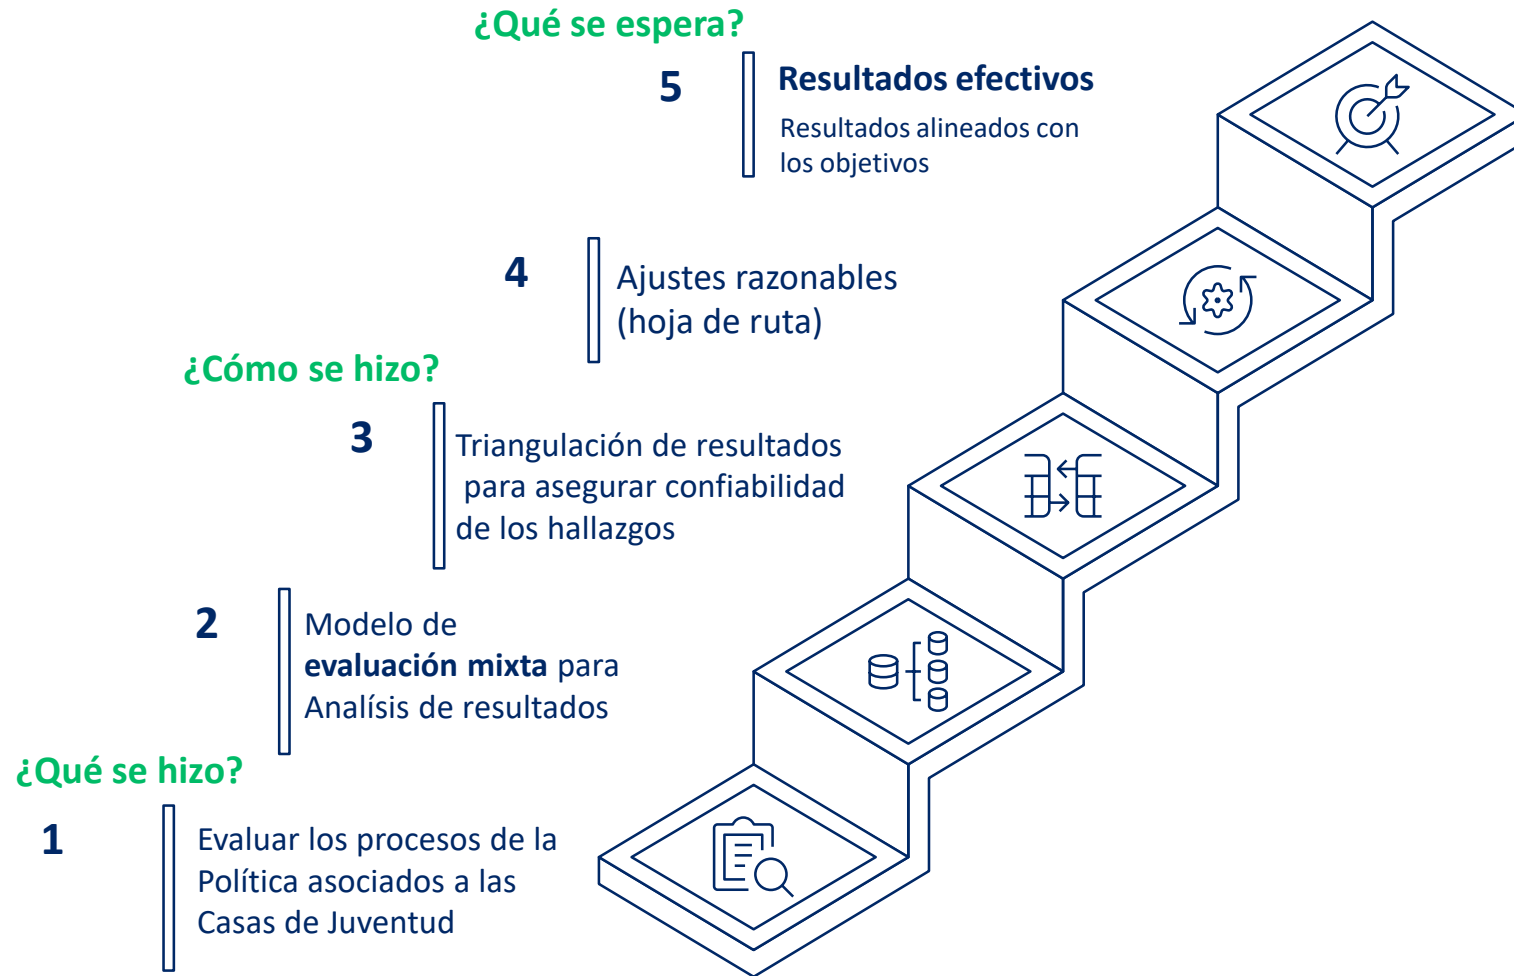 ¿Qué se espera?
5
Resultados efectivos
Resultados alineados con
los objetivos
4
Ajustes razonables
(hoja de ruta)
¿Cómo se hizo?
3
Triangulación de resultados
para asegurar confiabilidad
de los hallazgos
2
Modelo de
evaluación mixta para
Analísis de resultados
¿Qué se hizo?
1
Evaluar los procesos de la
Política asociados a las
Casas de Juventud